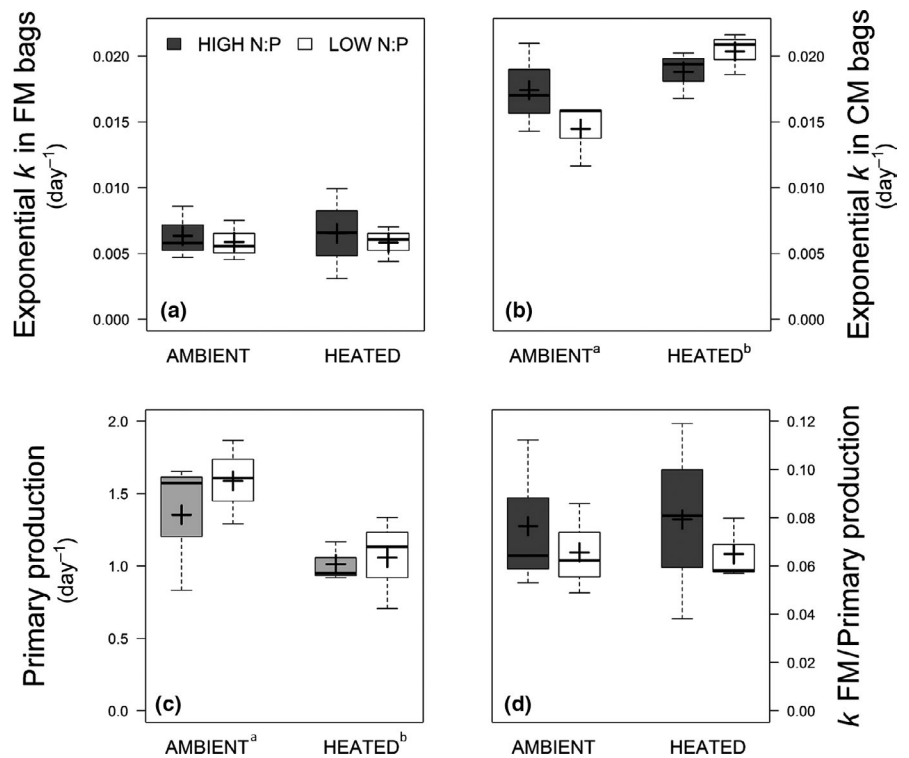 HIGH N:P LOW N:P
Exponential k in FM bags
(day−1)
0.020
0.015
0.010
0.005
0.000
(a)
AMBIENT HEATED
(b)
AMBIENTa HEATEDb
0.020
0.015
0.010
0.005
0.000
Exponential k in CM bags
(day−1)
Primary production
(day−1)
2.0
1.5
1.0
0.5
0.0
(c)
AMBIENTa HEATEDb
(d)
AMBIENT HEATED
0.12
0.10
0.08
0.06
0.04
0.02
0.00
k FM/Primary production